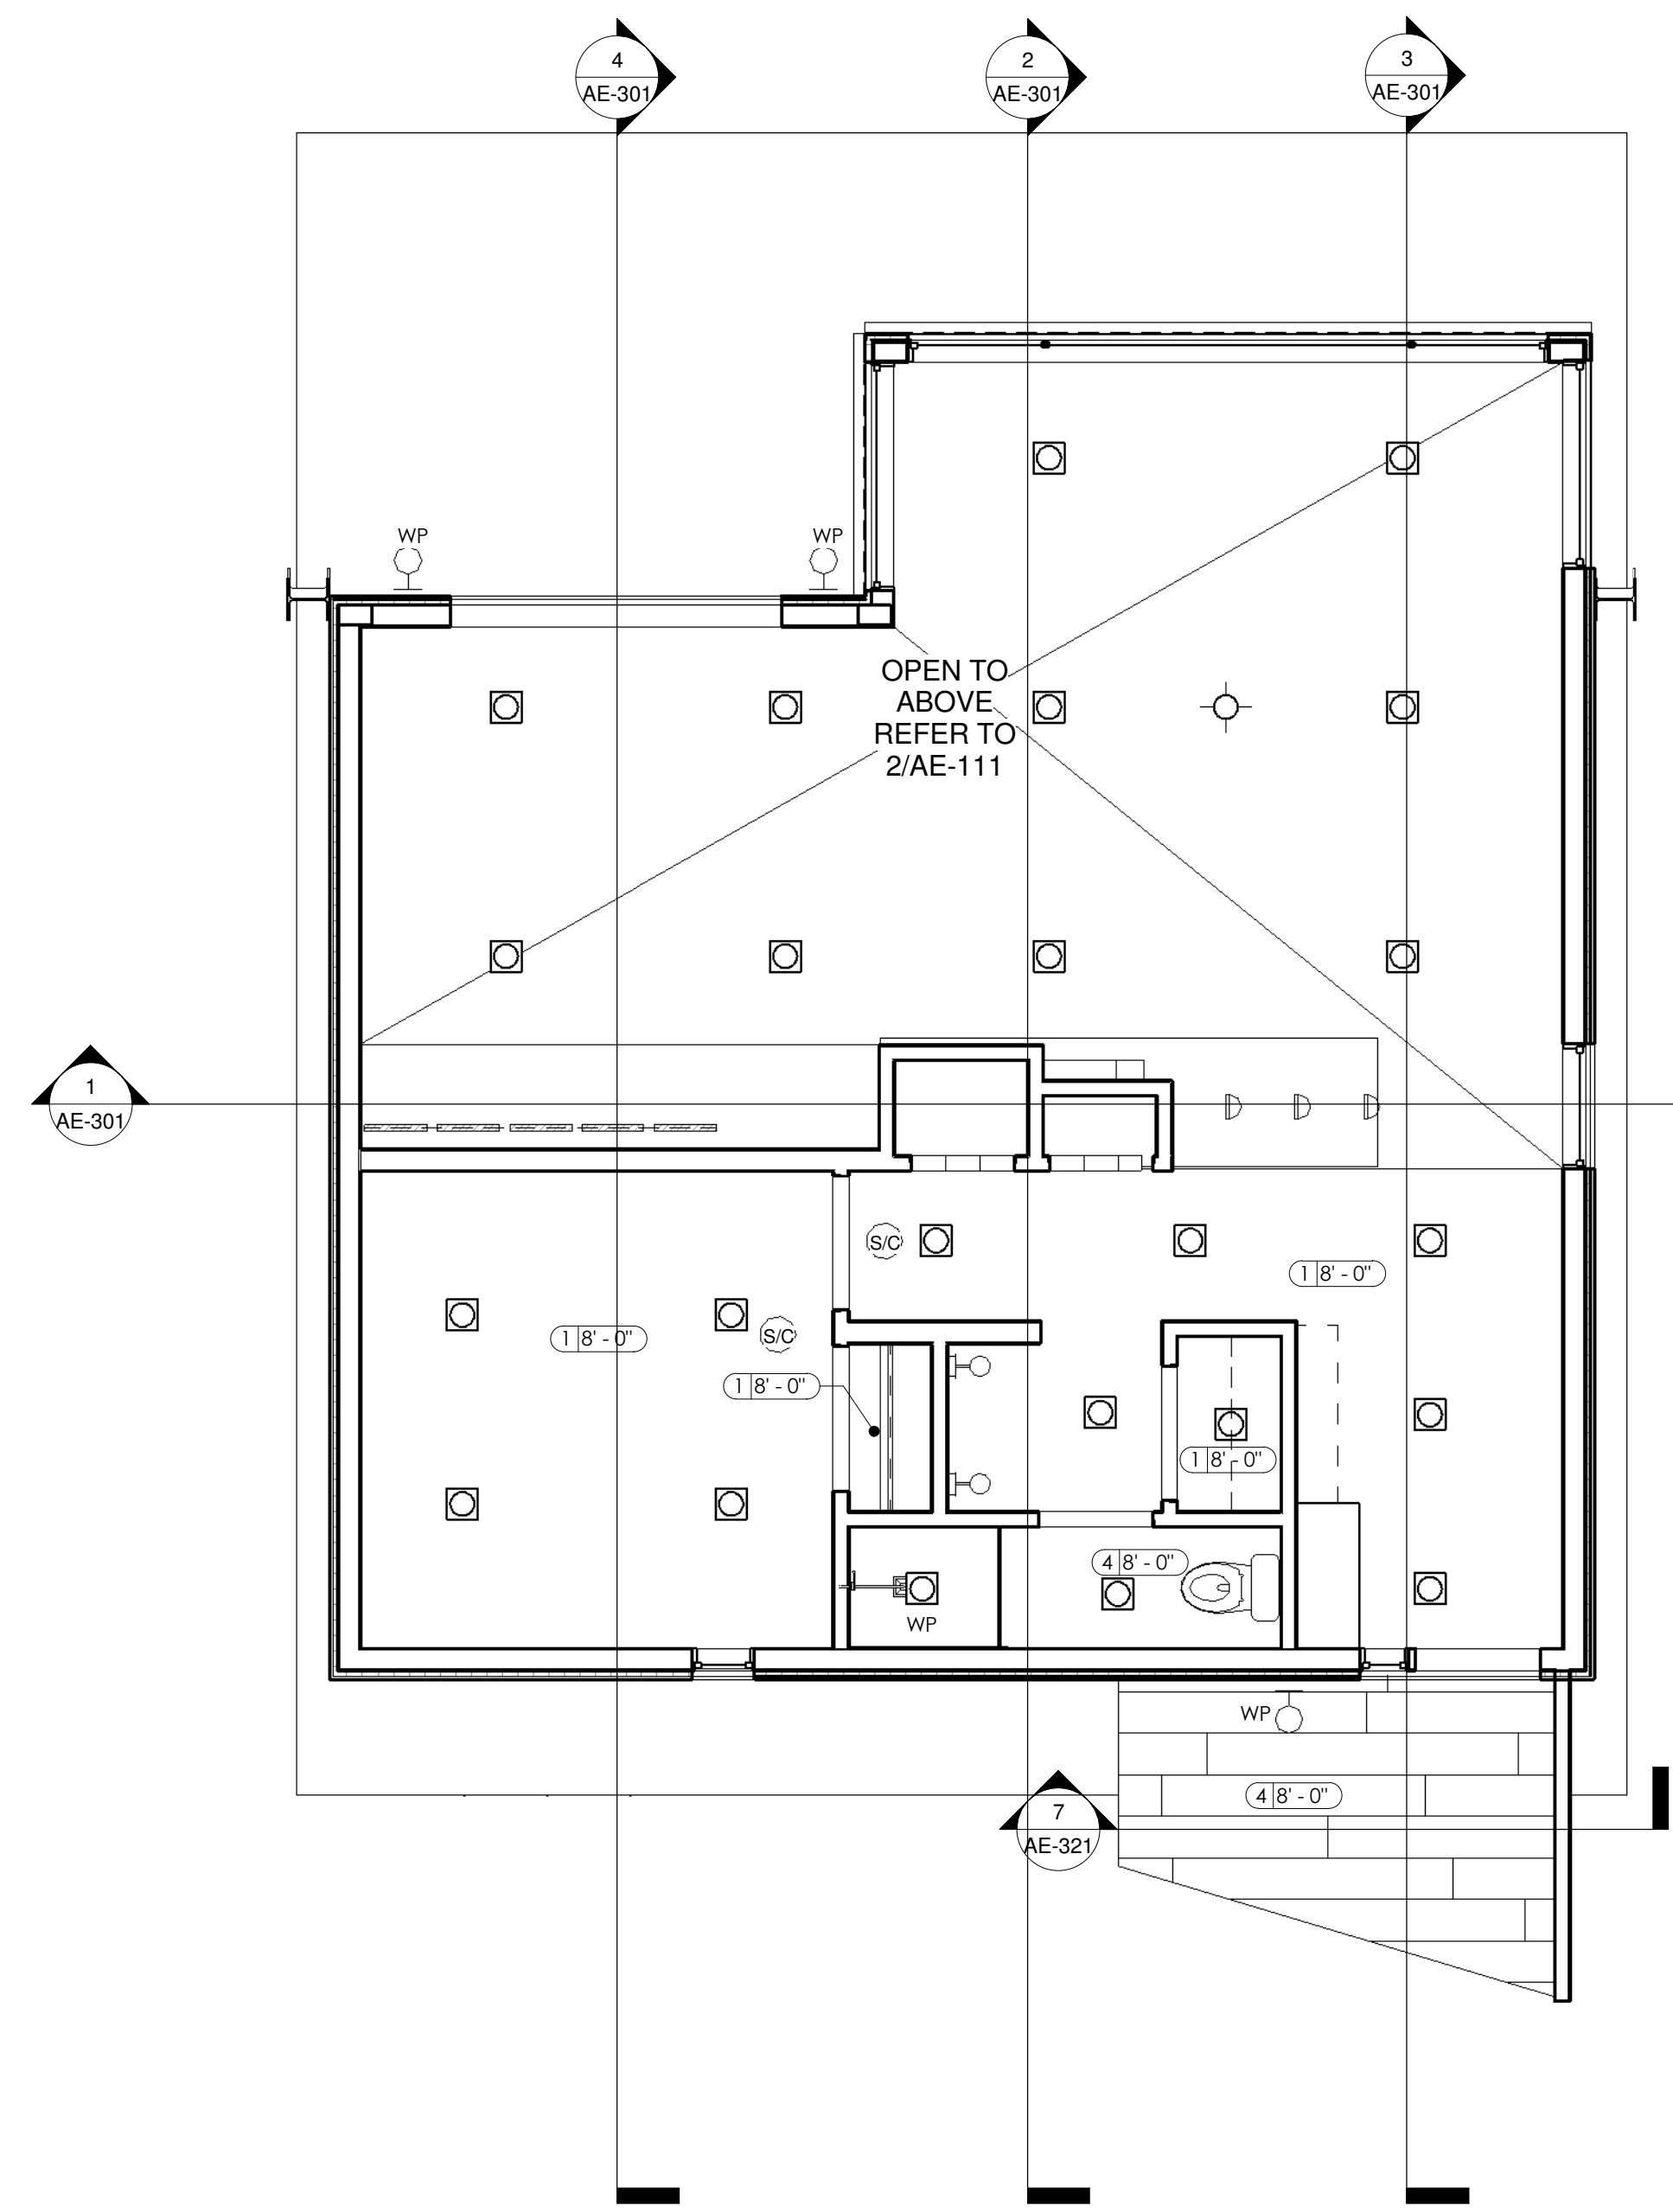 4
AE-301
2
AE-301
3
AE-301
WP
WP
OPEN TO
ABOVE
REFER TO
2/AE-111
1
AE-301
S/C
1 8' - 0"
S/C
1 8' - 0"
1 8' - 0"
1 8' - 0"
4 8' - 0"
WP
WP
4 8' - 0"
7
AE-321